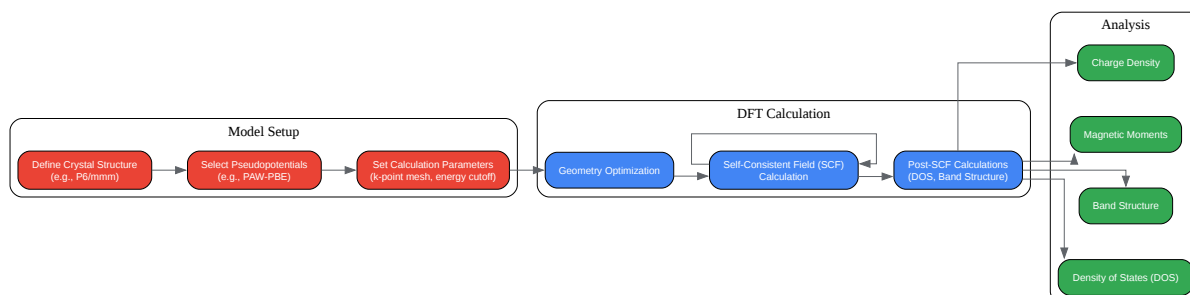 Model Setup
Define Crystal Structure
(e.g., P6/mmm)
Select Pseudopotentials
(e.g., PAW-PBE)
Set Calculation Parameters
(k-point mesh, energy cutoff)
DFT Calculation
Geometry Optimization
Self-Consistent Field (SCF)
Calculation
Post-SCF Calculations
(DOS, Band Structure)
Analysis
Charge Density
Magnetic Moments
Band Structure
Density of States (DOS)